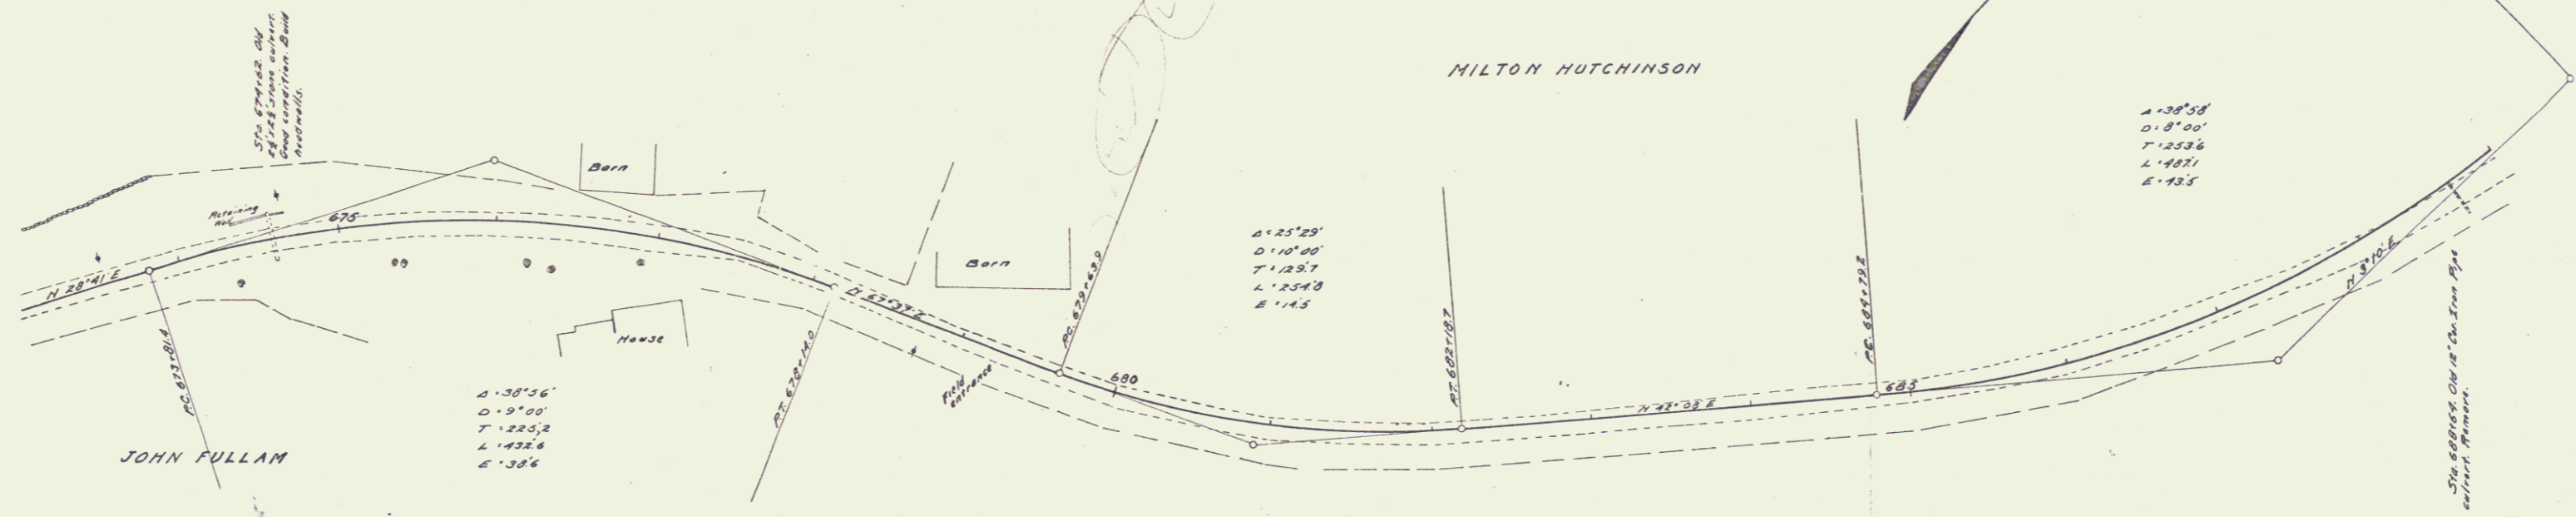 Sta. 674+62. Old
2½'x2½' stone culvert.
Good condition. Build
headwalls.
MILTON HUTCHINSON
Barn
Retaining
Wall
675
N 28°41' E
P.C. 673+81.4
JOHN FULLAM
Δ = 38°56'
D = 9°00'
T = 225.2
L = 432.6
E = 38.6
House
P.T. 678+14.0
N 67°37' E
Barn
Field
entrance
P.C. 679+63.9
680
Δ = 25°29'
D = 10°00'
T = 129.7
L = 254.8
E = 14.5
P.T. 682+18.7
N 42°08' E
P.C. 684+79.2
685
Δ = 38°58'
D = 8°00'
T = 253.6
L = 487.1
E = 43.5
N 3°10' E
Sta. 688+64. Old 12" Cor. Iron Pipe
culvert. Remove.